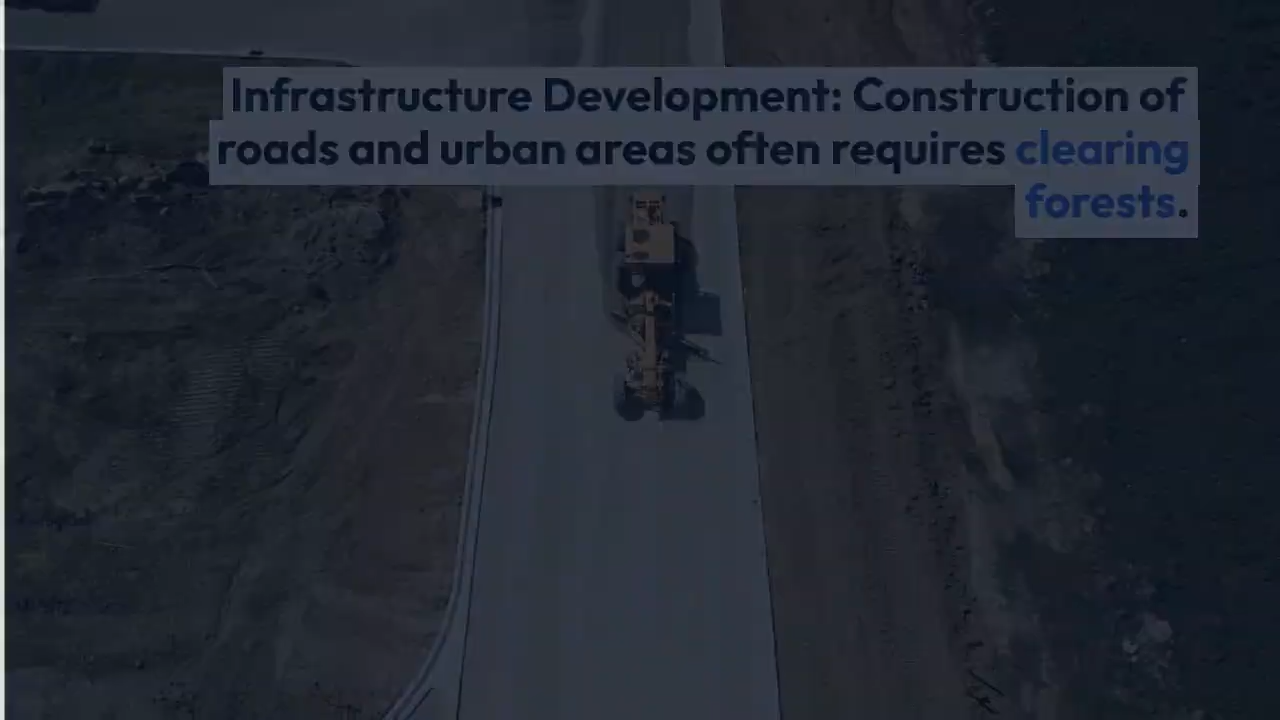 Infrastructure Development: Construction of
roads and urban areas often requires clearing
forests.